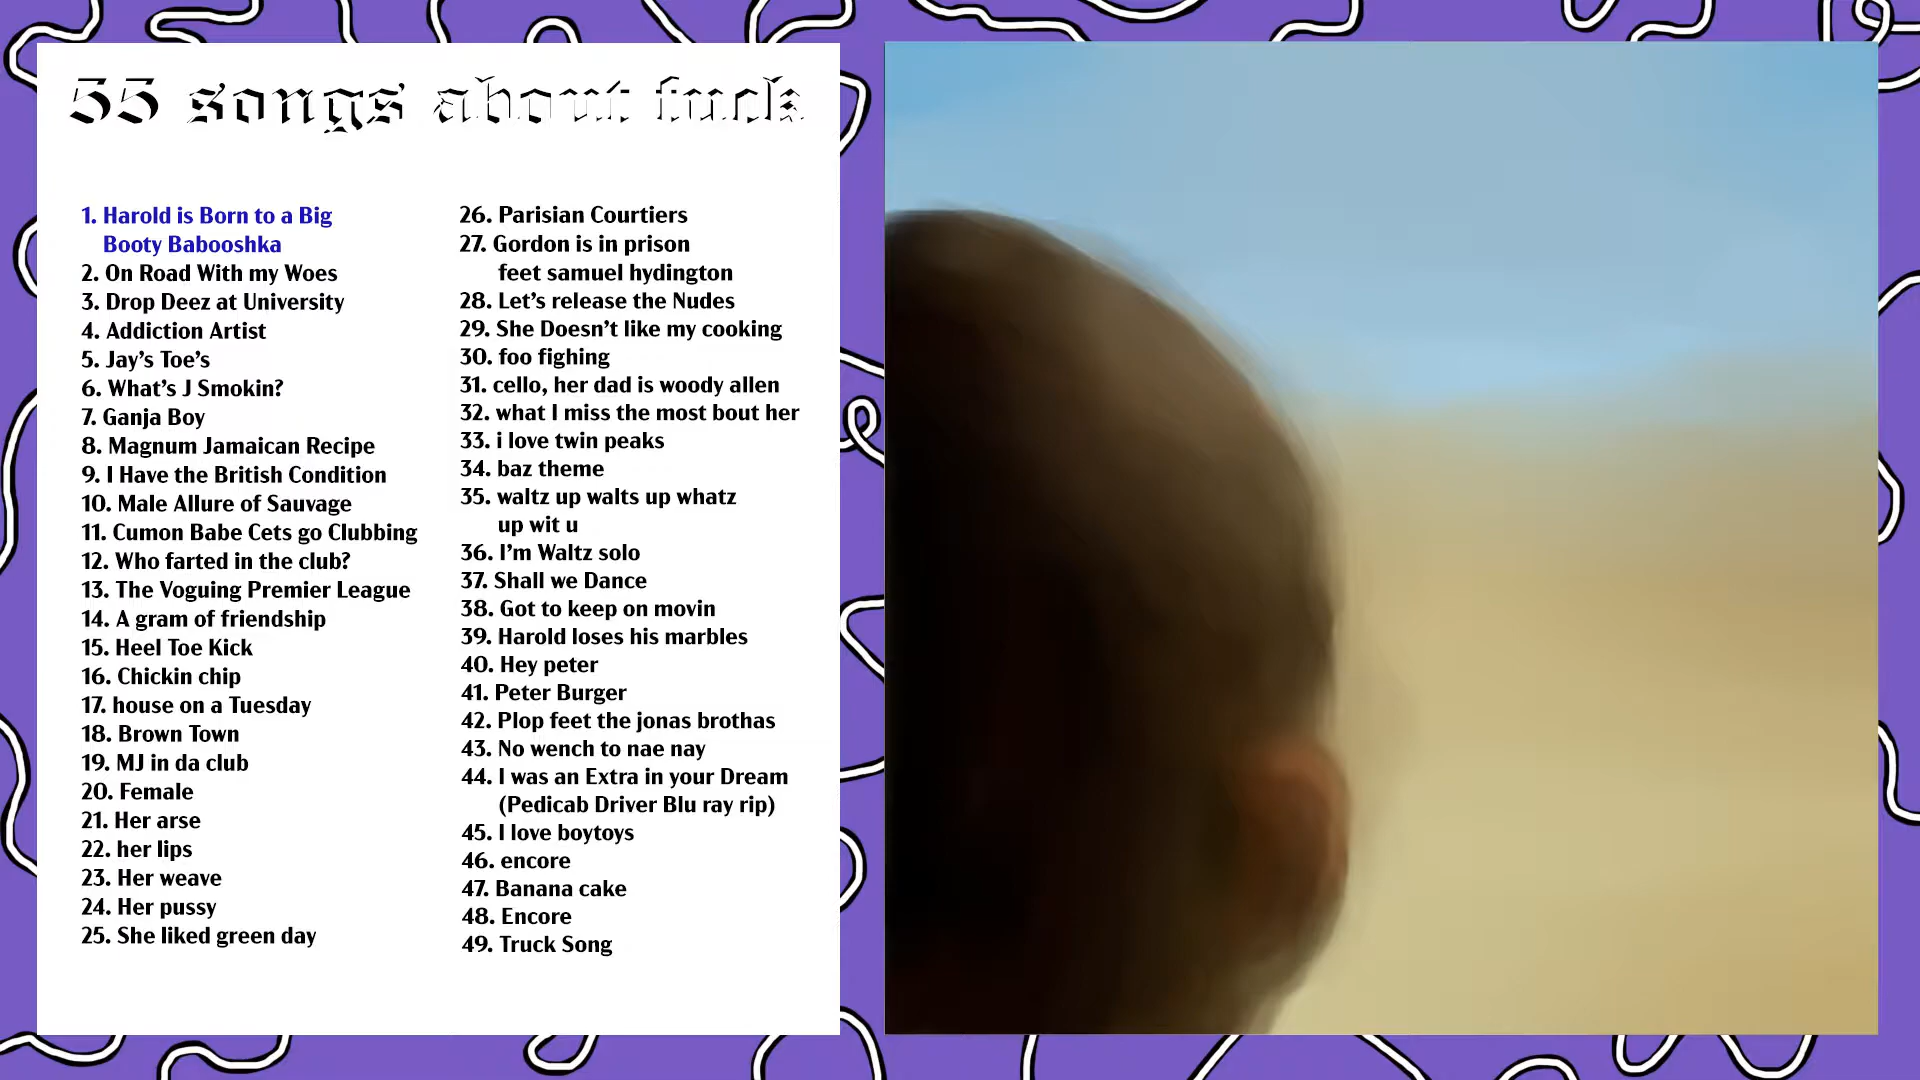 55 songs about fuck
1. Harold is Born to a Big
Booty Babooshka
2. On Road With my Woes
3. Drop Deez at University
4. Addiction Artist
5. Jay’s Toe’s
6. What’s J Smokin?
7. Ganja Boy
8. Magnum Jamaican Recipe
9. I Have the British Condition
10. Male Allure of Sauvage
11. Cumon Babe Cets go Clubbing
12. Who farted in the club?
13. The Voguing Premier League
14. A gram of friendship
15. Heel Toe Kick
16. Chickin chip
17. house on a Tuesday
18. Brown Town
19. MJ in da club
20. Female
21. Her arse
22. her lips
23. Her weave
24. Her pussy
25. She liked green day
26. Parisian Courtiers
27. Gordon is in prison
feet samuel hydington
28. Let’s release the Nudes
29. She Doesn’t like my cooking
30. foo fighing
31. cello, her dad is woody allen
32. what I miss the most bout her
33. i love twin peaks
34. baz theme
35. waltz up walts up whatz
up wit u
36. I’m Waltz solo
37. Shall we Dance
38. Got to keep on movin
39. Harold loses his marbles
40. Hey peter
41. Peter Burger
42. Plop feet the jonas brothas
43. No wench to nae nay
44. I was an Extra in your Dream
(Pedicab Driver Blu ray rip)
45. I love boytoys
46. encore
47. Banana cake
48. Encore
49. Truck Song